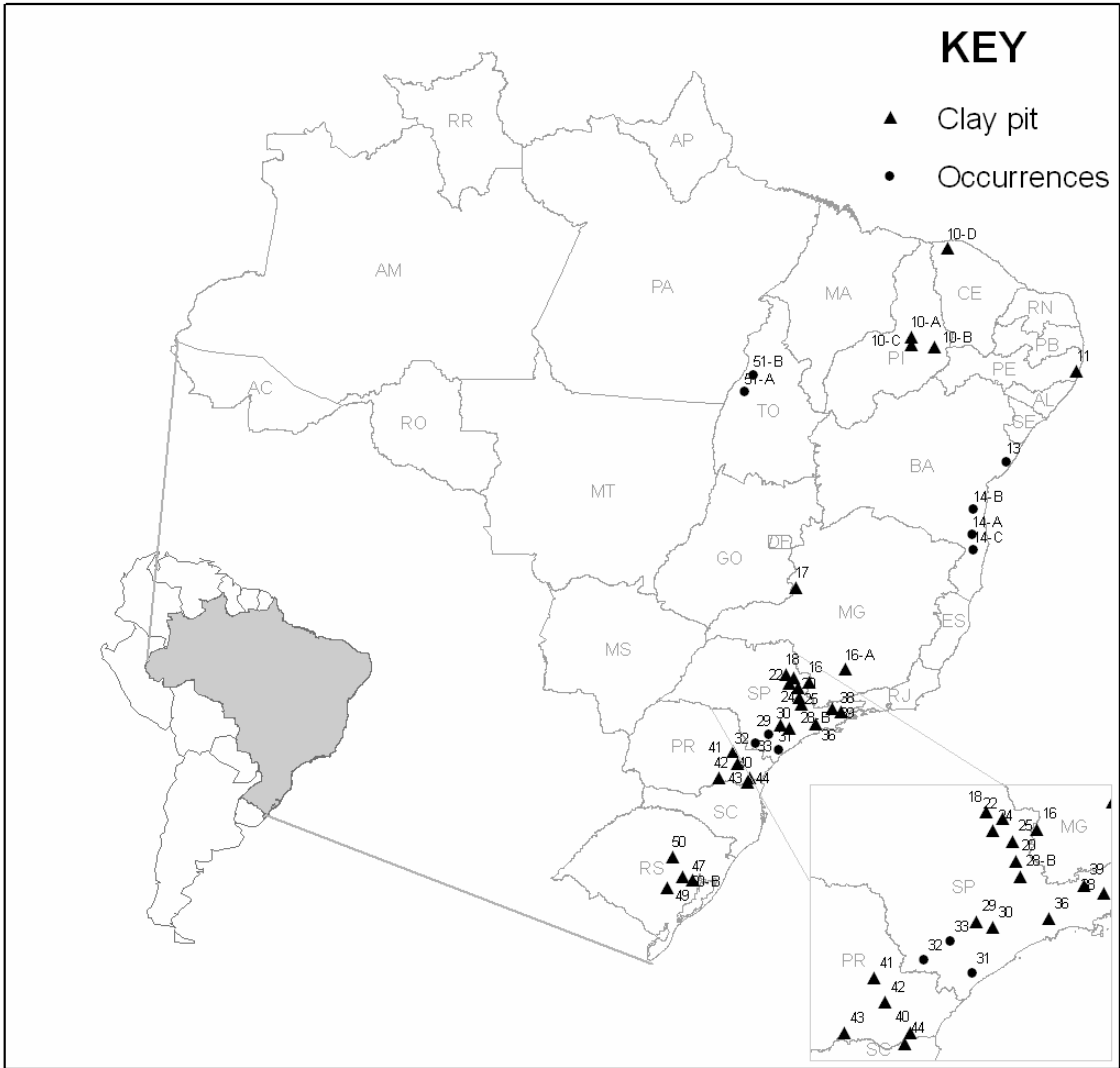 KEY
Clay pit
Occurrences
RR
AP
10-D
AM
PA
MA
CE
RN
10-A
10-C
10-B
PB
PI
11
51-B
PE
51-A
AC
AL
TO
RO
SE
13
BA
MT
14-B
14-A
14-C
DF
GO
17
MG
ES
MS
16-A
18
16
22
SP
24
25
RJ
38
39
28-B
30
29
36
31
32
33
PR
41
42
40
43
44
SC
50
RS
47
49
18
22
24
16
25
MG
28-B
39
38
SP
36
29
30
33
32
31
PR
41
42
40
43
44
SC